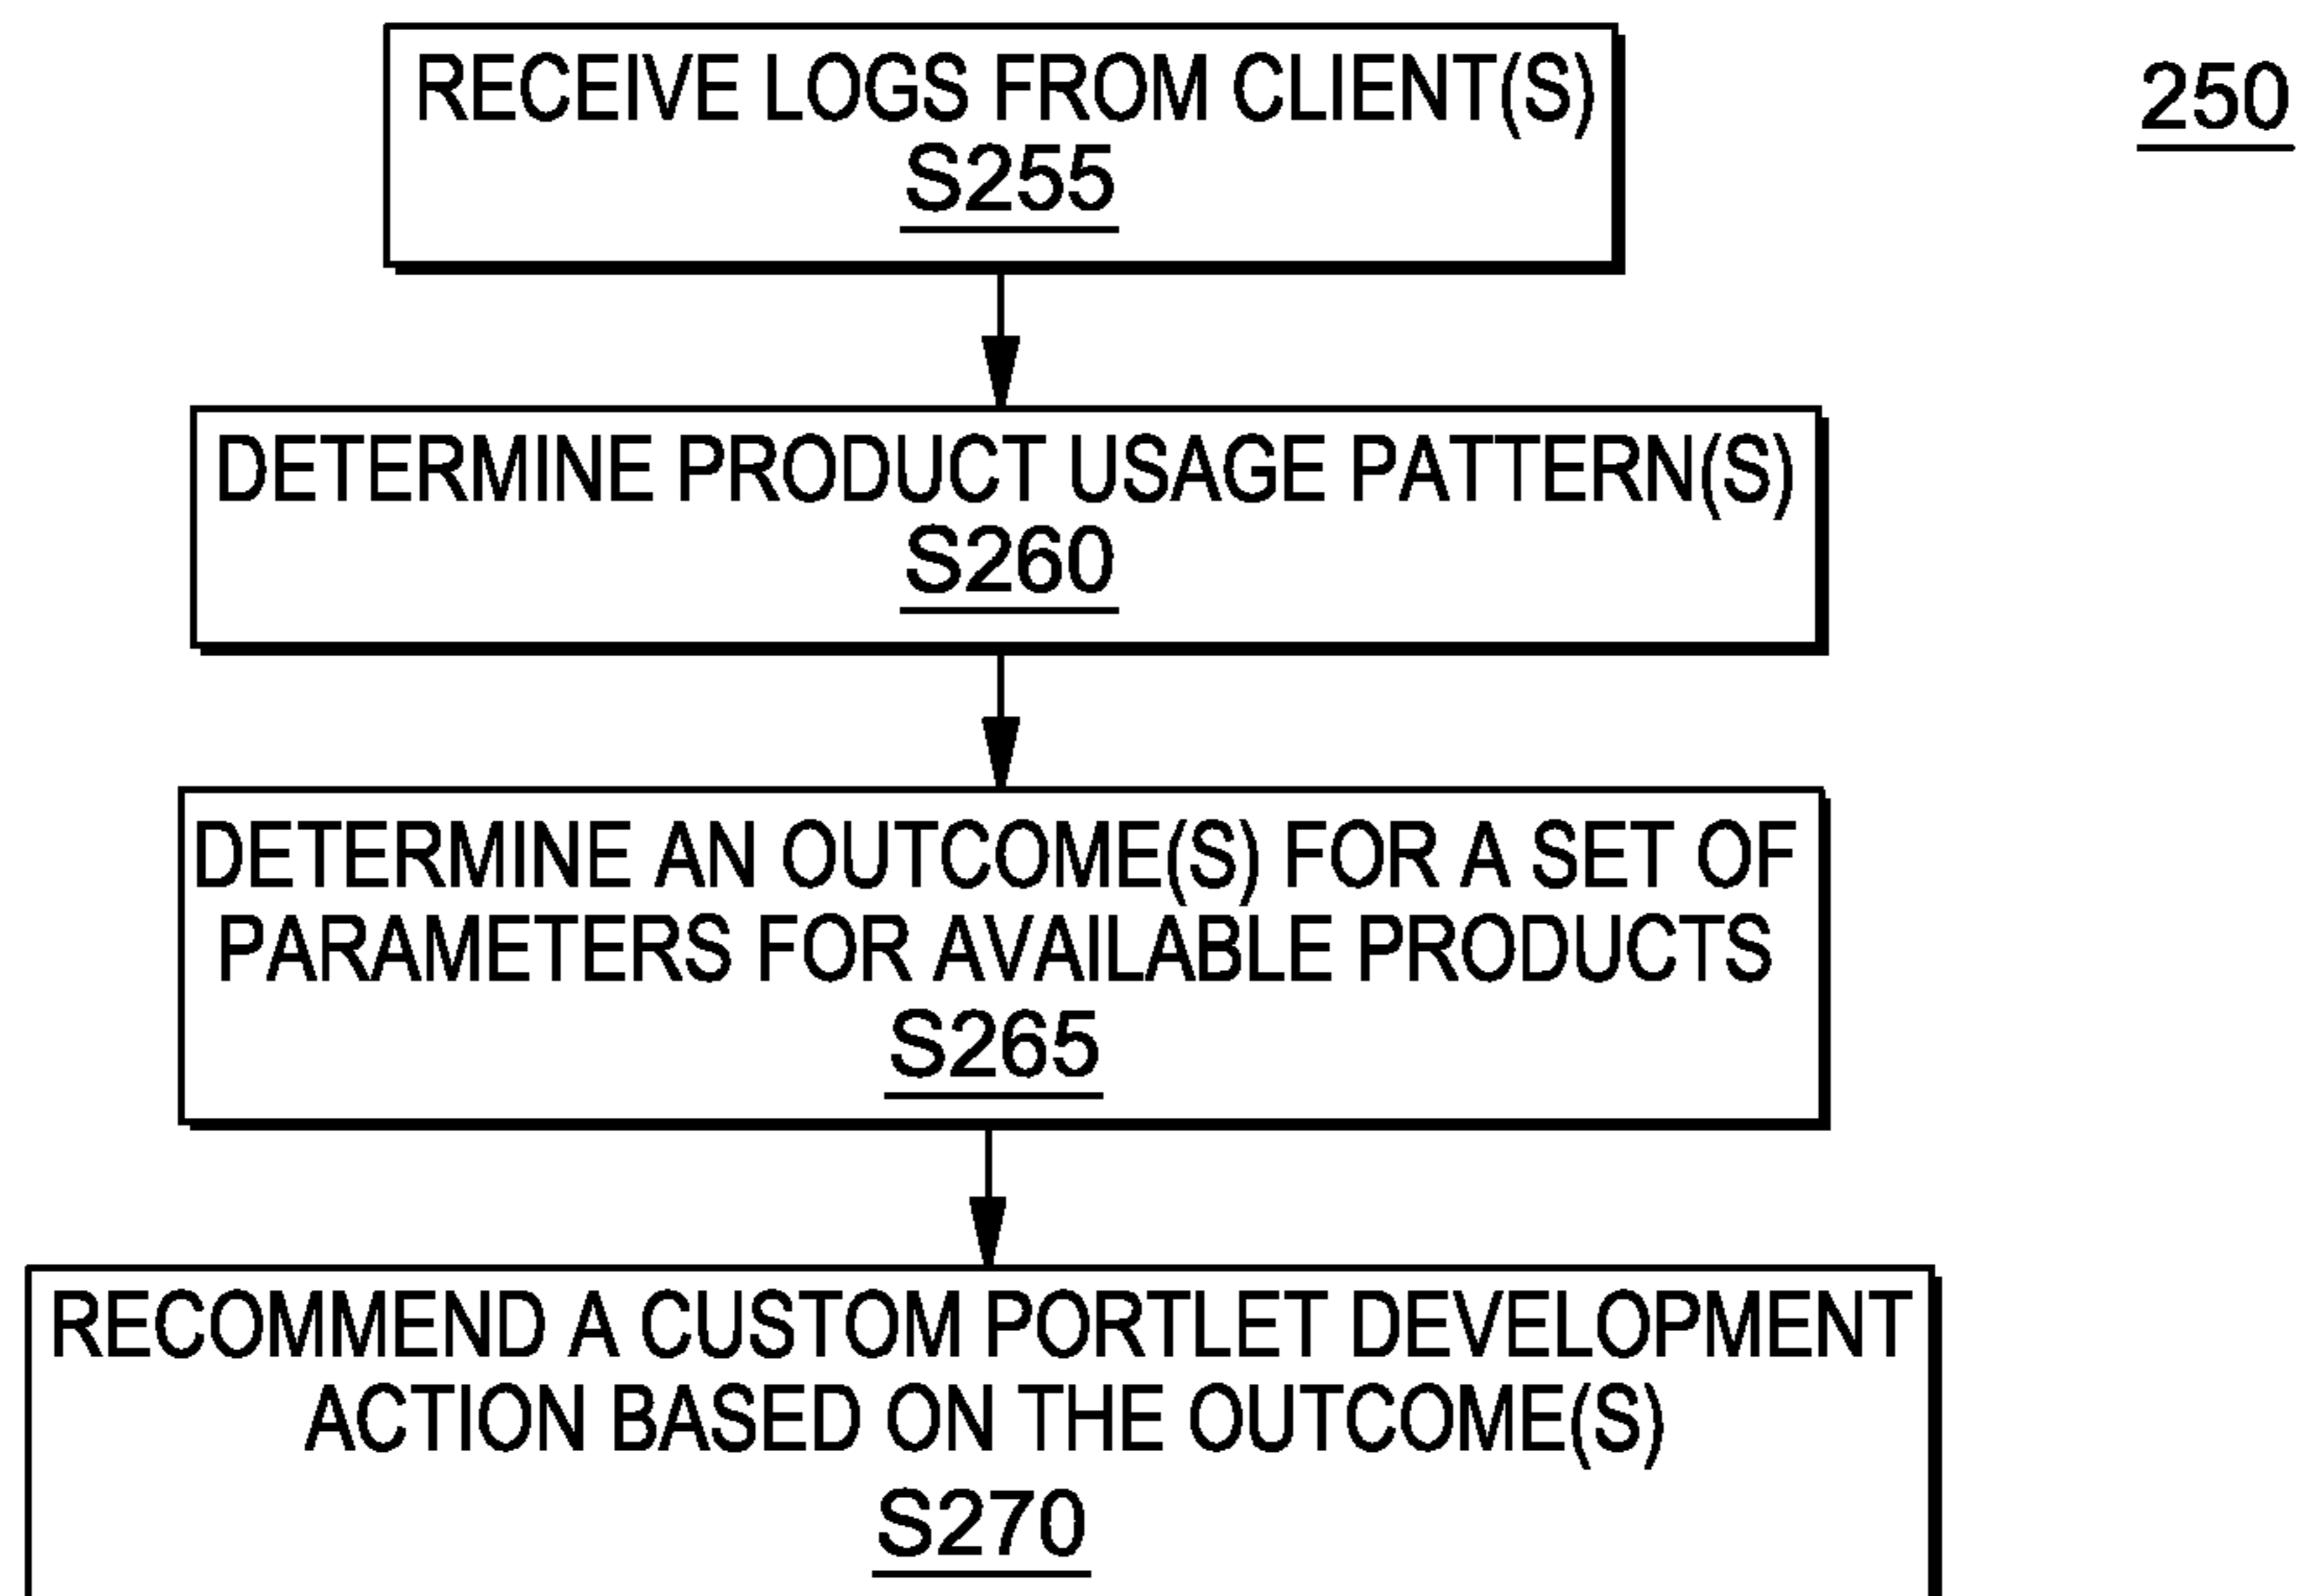 RECEIVE LOGS FROM CLIENT(S)
S255
250
DETERMINE PRODUCT USAGE PATTERN(S)
S260
DETERMINE AN OUTCOME(S) FOR A SET OF
PARAMETERS FOR AVAILABLE PRODUCTS
S265
RECOMMEND A CUSTOM PORTLET DEVELOPMENT
ACTION BASED ON THE OUTCOME(S)
S270